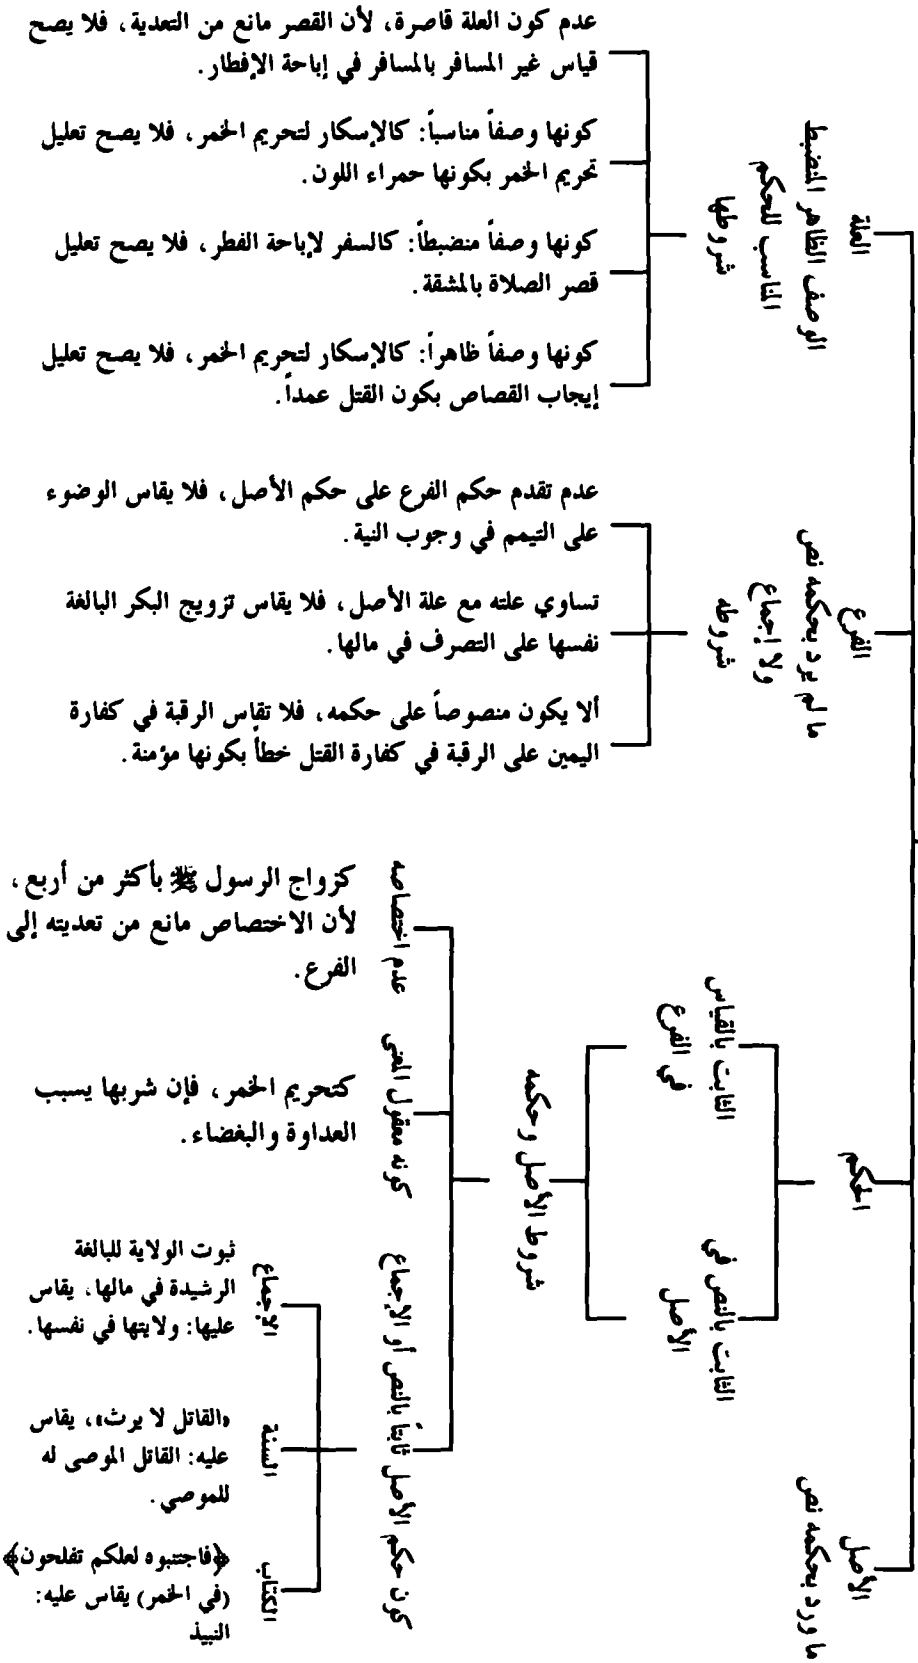 الأصل
ما ورد بحكمه نص
الحكم
الثابت بالنص في
الأصل
الثابت بالقياس
في الفرع
شروط الأصل وحكمه
كون حكم الأصل ثابتاً بالنص أو الإجماع
الكتاب
﴿فاجتنبوه لعلكم تفلحون﴾
(في الخمر) يقاس عليه:
النبيذ
السنة
«القاتل لا يرث»، يقاس
عليه: القاتل الموصى له
للموصي.
الإجماع
ثبوت الولاية للبالغة
الرشيدة في مالها، يقاس
عليها: ولايتها في نفسها.
كونه معقول المعنى
كتحريم الخمر، فإن شربها يسبب
العداوة والبغضاء.
عدم اختصاصه
كزواج الرسول ﷺ بأكثر من أربع،
لأن الاختصاص مانع من تعديته إلى
الفرع.
الفرع
ما لم يرد بحكمه نص
ولا إجماع
شروطه
عدم تقدم حكم الفرع على حكم الأصل، فلا يقاس الوضوء
على التيمم في وجوب النية.
تساوي علته مع علة الأصل، فلا يقاس تزويج البكر البالغة
نفسها على التصرف في مالها.
ألا يكون منصوصاً على حكمه، فلا تقاس الرقبة في كفارة
اليمين على الرقبة في كفارة القتل خطأً بكونها مؤمنة.
العلة
الوصف الظاهر المنضبط
المناسب للحكم
شروطها
عدم كون العلة قاصرة، لأن القصر مانع من التعدية، فلا يصح
قياس غير المسافر بالمسافر في إباحة الإفطار.
كونها وصفاً مناسباً: كالإسكار لتحريم الخمر، فلا يصح تعليل
تحريم الخمر بكونها حمراء اللون.
كونها وصفاً منضبطاً: كالسفر لإباحة الفطر، فلا يصح تعليل
قصر الصلاة بالمشقة.
كونها وصفاً ظاهراً: كالإسكار لتحريم الخمر، فلا يصح تعليل
إيجاب القصاص بكون القتل عمداً.